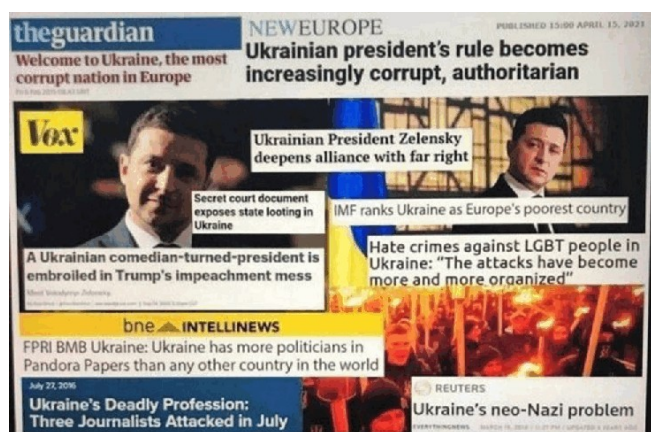 theguardian
Welcome to Ukraine, the most
corrupt nation in Europe
NEWEUROPE
PUBLISHED 15:00 APRIL 15, 2021
Ukrainian president's rule becomes
increasingly corrupt, authoritarian
Vox
Ukrainian President Zelensky
deepens alliance with far right
Secret court document
exposes state looting in
Ukraine
IMF ranks Ukraine as Europe's poorest country
A Ukrainian comedian-turned-president is
embroiled in Trump's impeachment mess
Meet Volodymyr Zelensky.
Hate crimes against LGBT people in
Ukraine: "The attacks have become
more and more organized"
bne INTELLINEWS
FPRI BMB Ukraine: Ukraine has more politicians in
Pandora Papers than any other country in the world
July 27, 2016
Ukraine's Deadly Profession:
Three Journalists Attacked in July
REUTERS
Ukraine's neo-Nazi problem